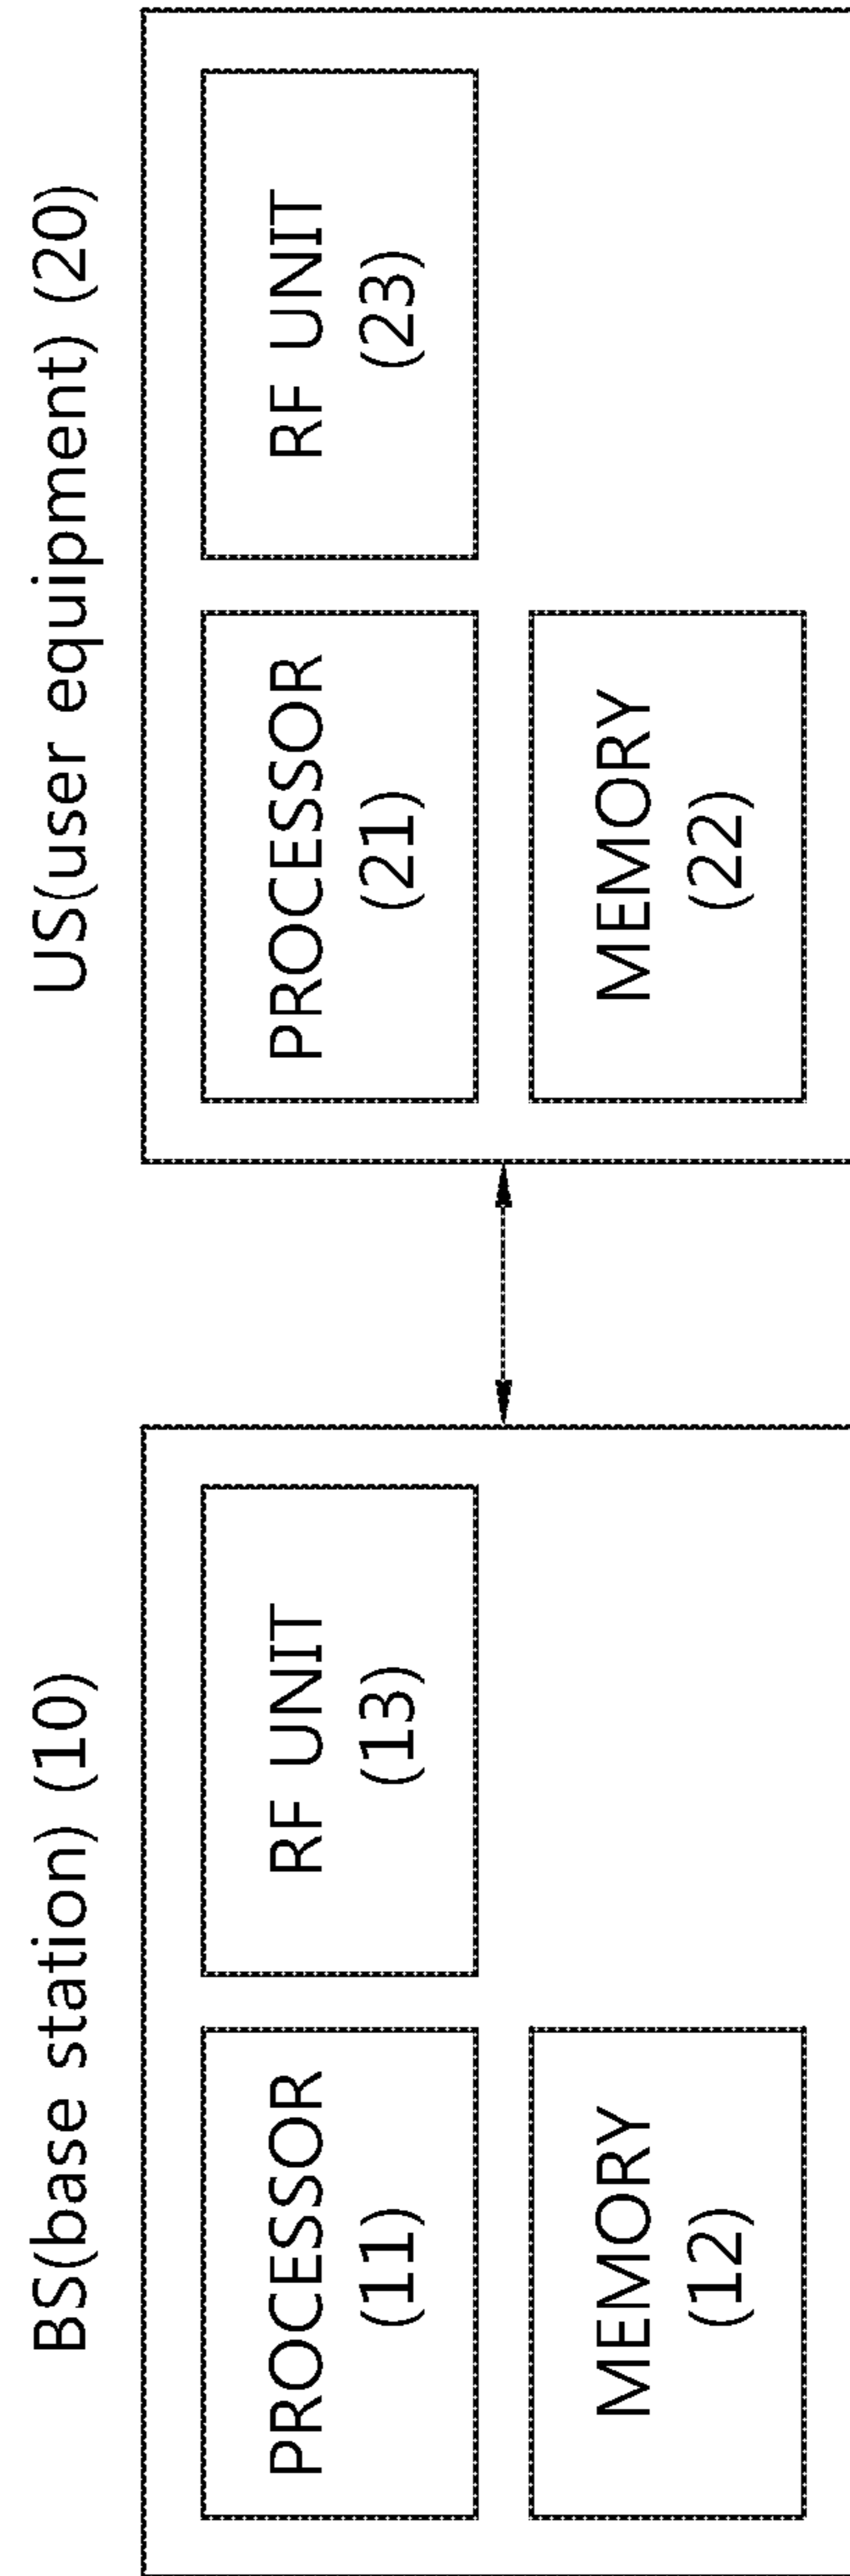 BS(base station) (10)
PROCESSOR
(11)
RF UNIT
(13)
MEMORY
(12)
US(user equipment) (20)
PROCESSOR
(21)
RF UNIT
(23)
MEMORY
(22)